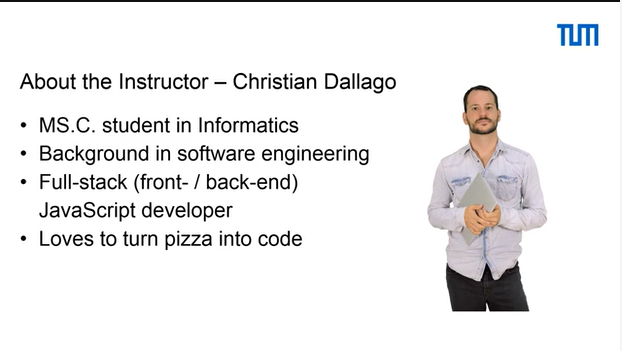 TUM
About the Instructor – Christian Dallago
• MS.C. student in Informatics
• Background in software engineering
• Full-stack (front- / back-end)
JavaScript developer
• Loves to turn pizza into code